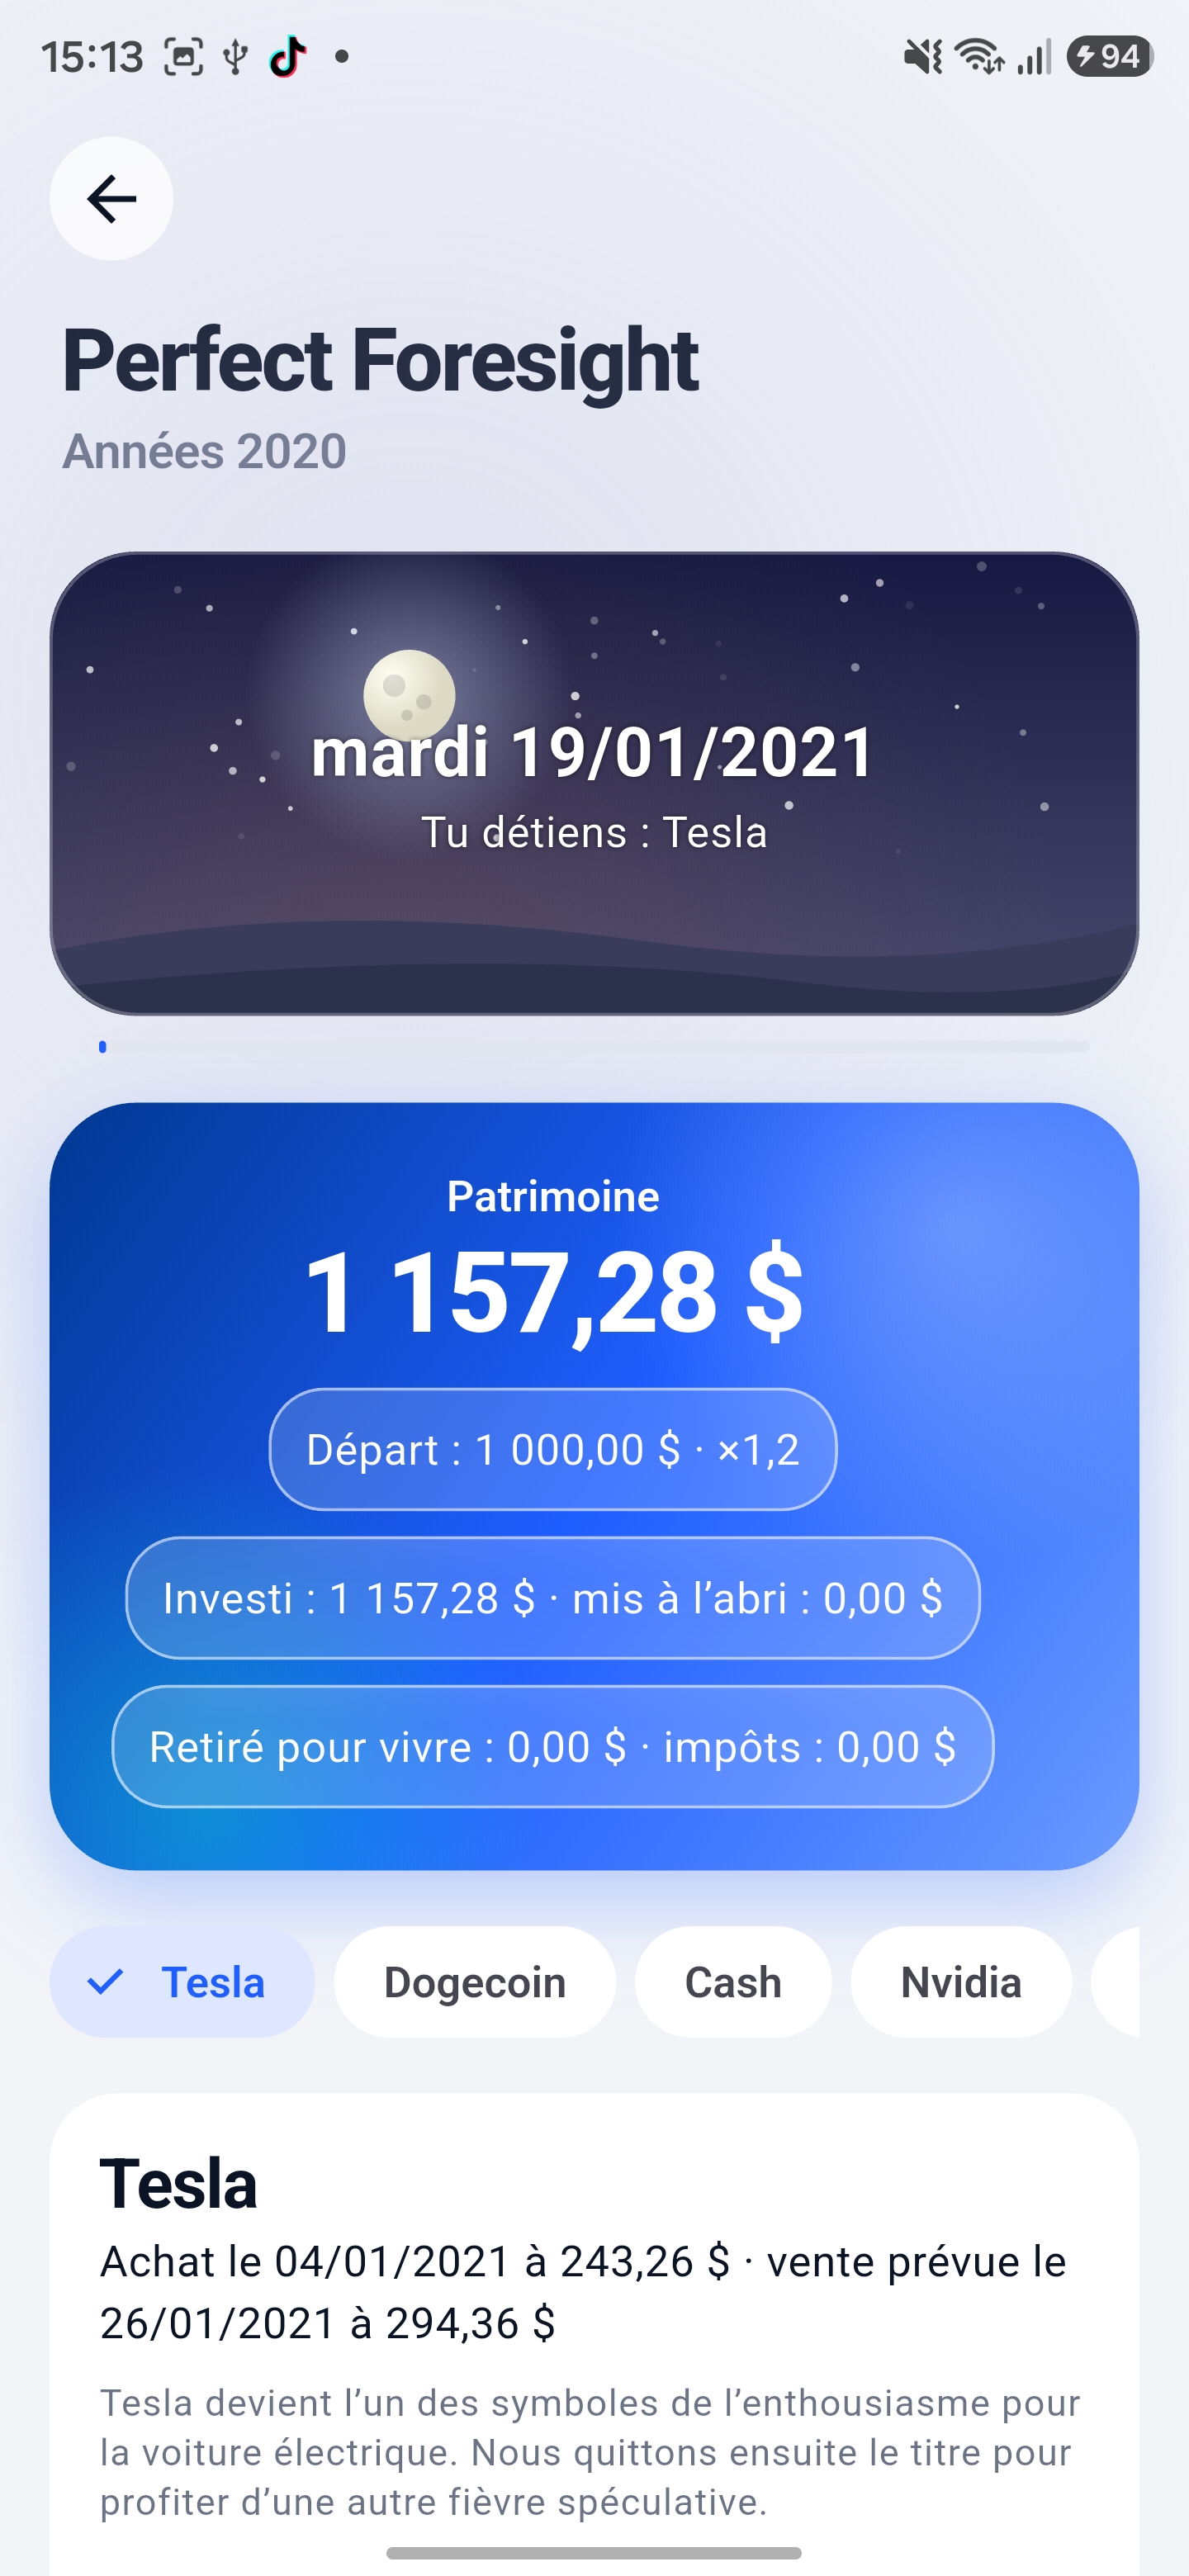 15:13
94
Perfect Foresight
Années 2020
mardi 19/01/2021
Tu détiens : Tesla
Patrimoine
1 157,28 $
Départ : 1 000,00 $ · ×1,2
Investi : 1 157,28 $ · mis à l’abri : 0,00 $
Retiré pour vivre : 0,00 $ · impôts : 0,00 $
Tesla
Dogecoin
Cash
Nvidia
Tesla
Achat le 04/01/2021 à 243,26 $ · vente prévue le
26/01/2021 à 294,36 $
Tesla devient l’un des symboles de l’enthousiasme pour
la voiture électrique. Nous quittons ensuite le titre pour
profiter d’une autre fièvre spéculative.